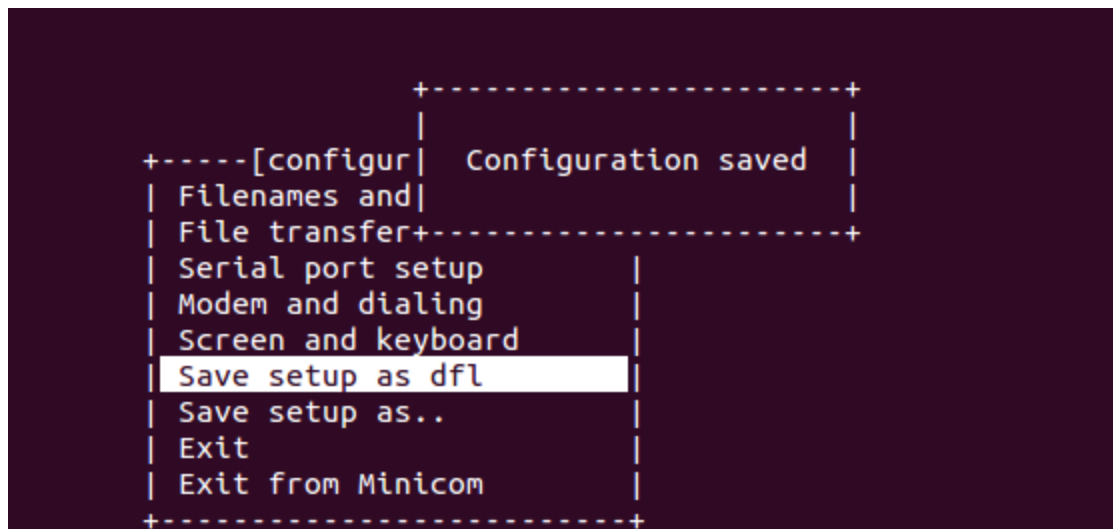 +-----------------------+
| |
+-----[configur| Configuration saved |
| Filenames and| |
| File transfer+-----------------------+
| Serial port setup |
| Modem and dialing |
| Screen and keyboard |
| Save setup as dfl |
| Save setup as.. |
| Exit |
| Exit from Minicom |
+--------------------------+